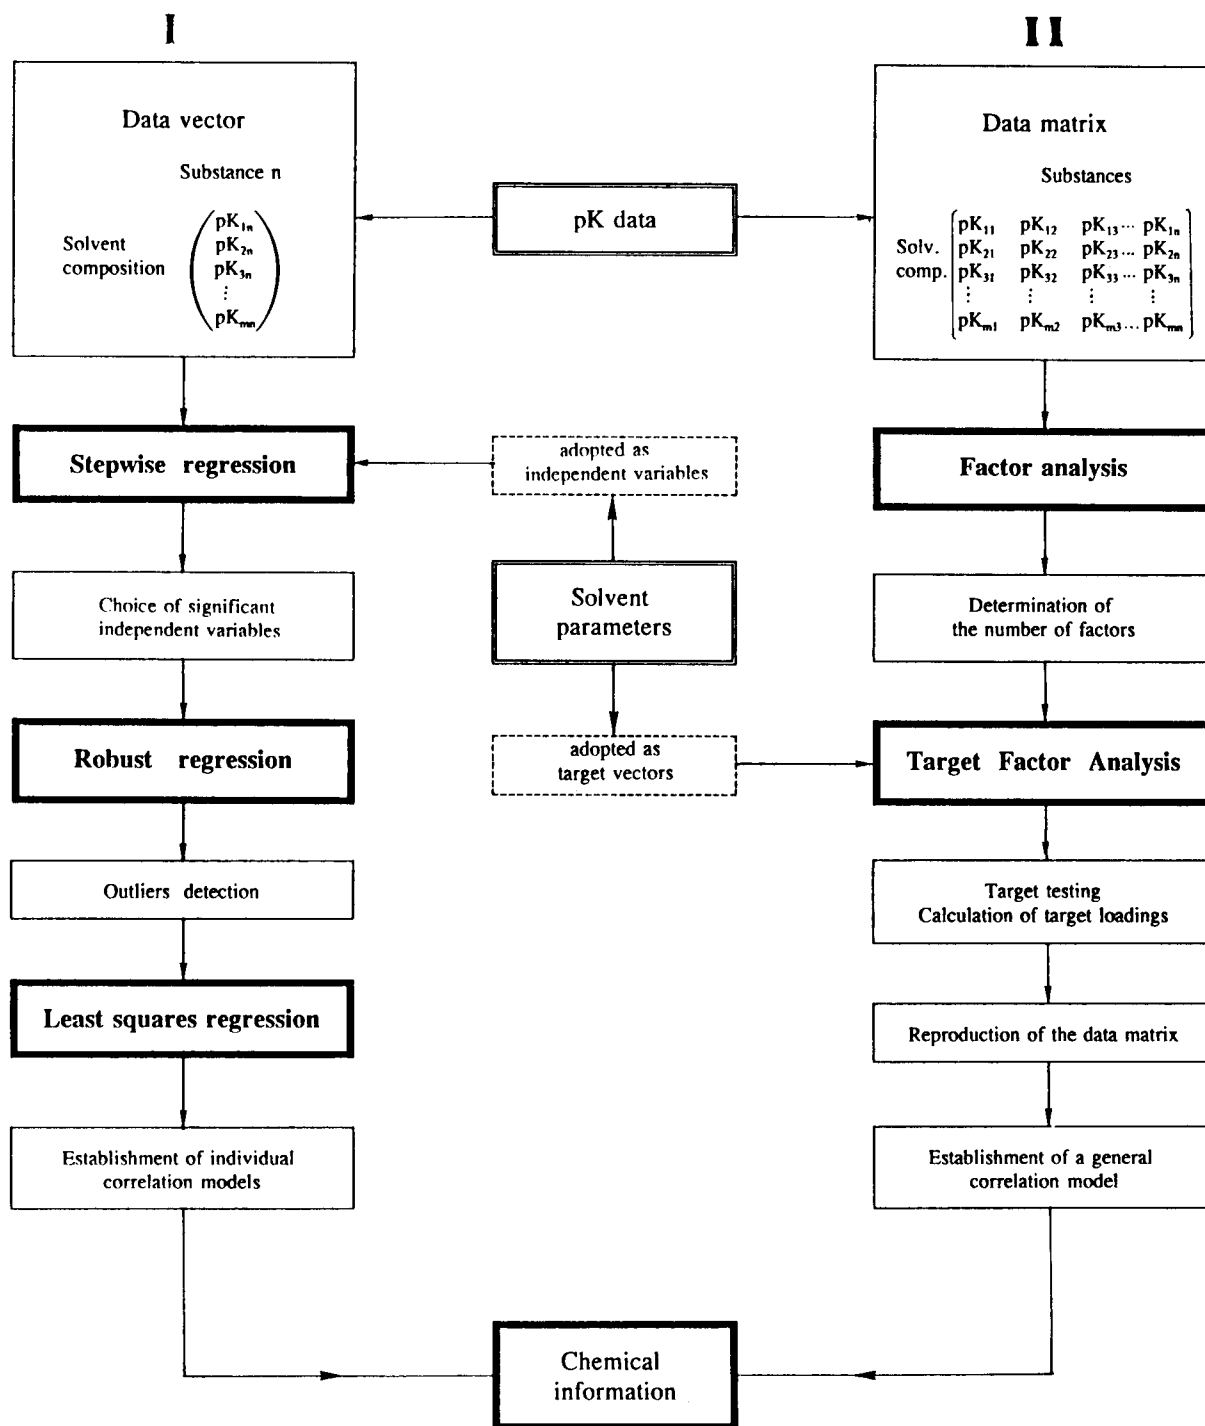 I
Data vector
Substance n
Solvent composition
pK1n
pK2n
pK3n
⋮
pKmn
Stepwise regression
Choice of significant
independent variables
Robust regression
Outliers detection
Least squares regression
Establishment of individual
correlation models
pK data
adopted as
independent variables
Solvent
parameters
adopted as
target vectors
Chemical
information
II
Data matrix
Substances
Solv. comp.
pK11 pK12 pK13 ... pK1n
pK21 pK22 pK23 ... pK2n
pK31 pK32 pK33 ... pK3n
⋮ ⋮ ⋮ ⋮
pKm1 pKm2 pKm3 ... pKmn
Factor analysis
Determination of
the number of factors
Target Factor Analysis
Target testing
Calculation of target loadings
Reproduction of the data matrix
Establishment of a general
correlation model